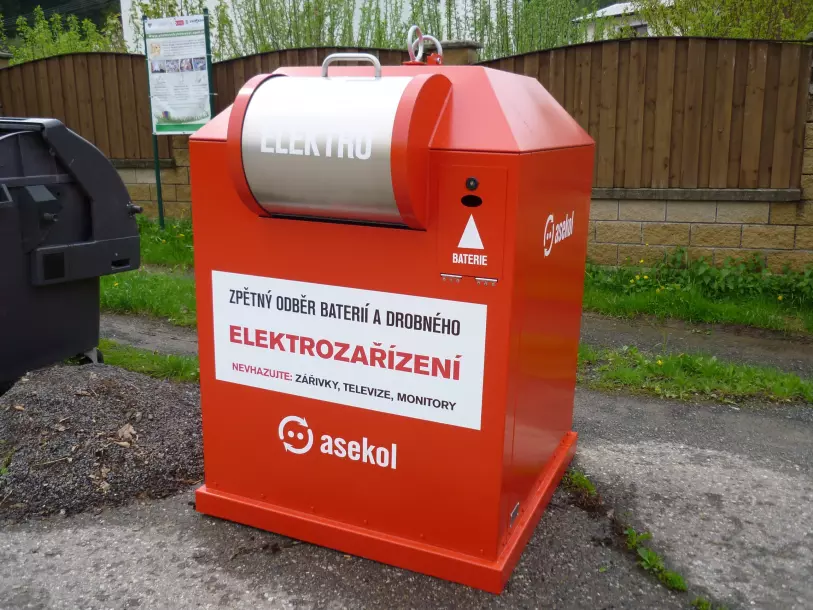 ELEKTRO
BATERIE
asekol
ZPĚTNÝ ODBĚR BATERIÍ A DROBNÉHO
ELEKTROZAŘÍZENÍ
NEVHAZUJTE: ZÁŘIVKY, TELEVIZE, MONITORY
asekol